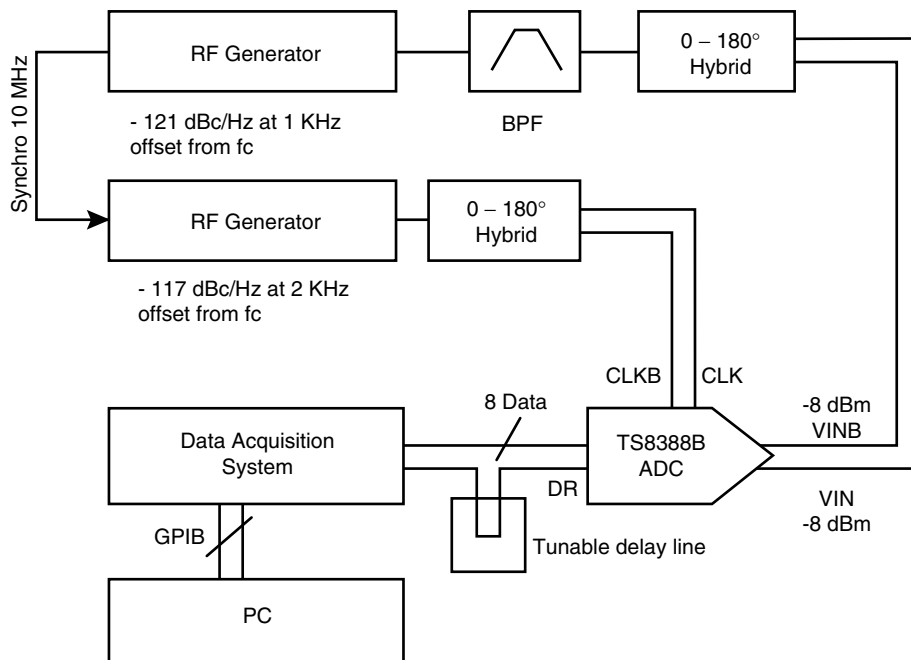 RF Generator
BPF
0 – 180°
Hybrid
Synchro 10 MHz
- 121 dBc/Hz at 1 KHz
offset from fc
RF Generator
0 – 180°
Hybrid
- 117 dBc/Hz at 2 KHz
offset from fc
CLKB
CLK
8 Data
Data Acquisition
System
TS8388B
ADC
-8 dBm
VINB
DR
VIN
-8 dBm
GPIB
Tunable delay line
PC